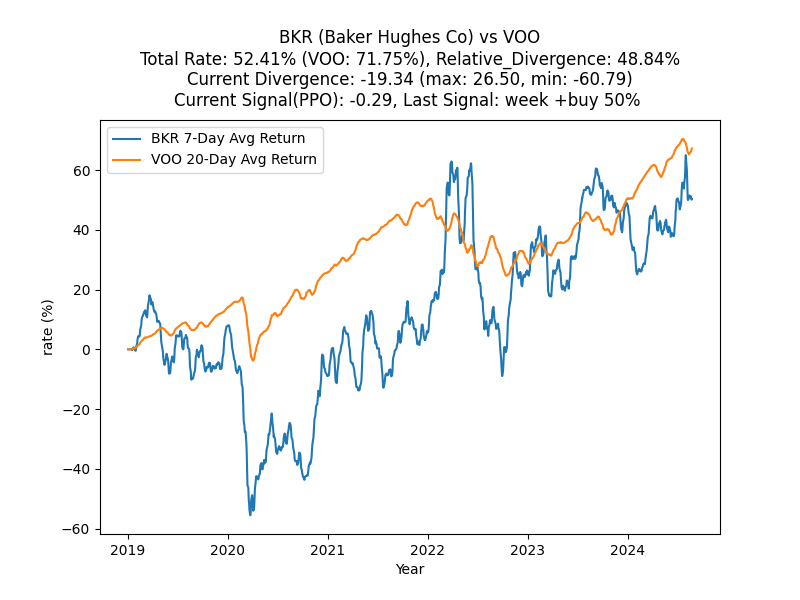 BKR (Baker Hughes Co) vs VOO
Total Rate: 52.41% (VOO: 71.75%), Relative_Divergence: 48.84%
Current Divergence: -19.34 (max: 26.50, min: -60.79)
Current Signal(PPO): -0.29, Last Signal: week +buy 50%
BKR 7-Day Avg Return
VOO 20-Day Avg Return
60
40
20
0
−20
−40
−60
rate (%)
2019
2020
2021
2022
2023
2024
Year